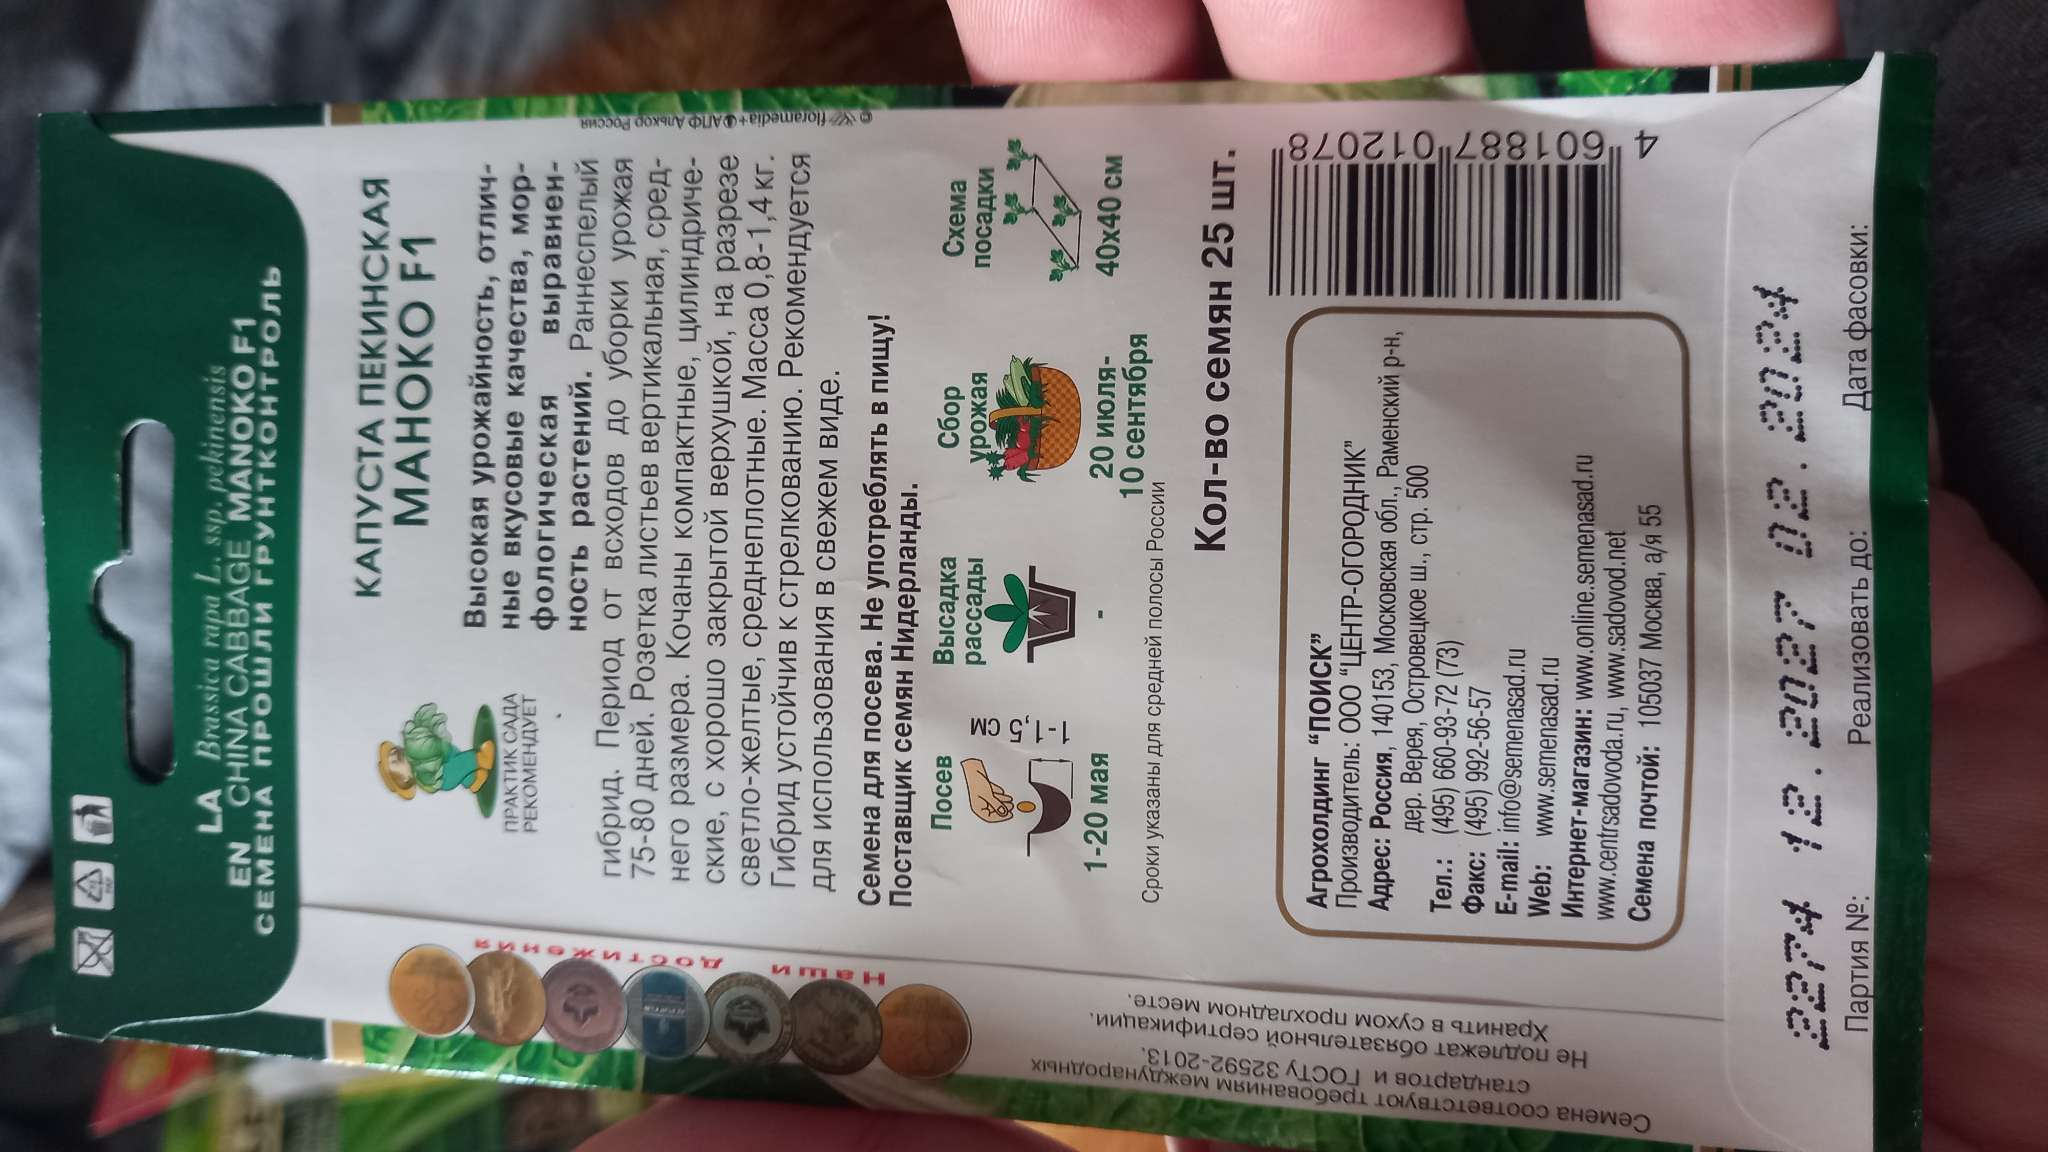 LA Brassica rapa L. ssp. pekinensis
EN CHINA CABBAGE MANOKO F1
СЕМЕНА ПРОШЛИ ГРУНТКОНТРОЛЬ
КАПУСТА ПЕКИНСКАЯ
МАНОКО F1
ПРАКТИК САДА
РЕКОМЕНДУЕТ
Высокая урожайность, отлич-
ные вкусовые качества, мор-
фологическая выравнен-
ность растений. Раннеспелый
гибрид. Период от всходов до уборки урожая
75-80 дней. Розетка листьев вертикальная, сред-
него размера. Кочаны компактные, цилиндриче-
ские, с хорошо закрытой верхушкой, на разрезе
светло-желтые, среднеплотные. Масса 0,8-1,4 кг.
Гибрид устойчив к стрелкованию. Рекомендуется
для использования в свежем виде.
Семена для посева. Не употреблять в пищу!
Поставщик семян Нидерланды.
Посев
1-1,5 см
1-20 мая
Высадка
рассады
-
Сбор
урожая
20 июля-
10 сентября
Схема
посадки
40х40 см
Сроки указаны для средней полосы России
Кол-во семян 25 шт.
Агрохолдинг "ПОИСК"
Производитель: ООО "ЦЕНТР-ОГОРОДНИК"
Адрес: Россия, 140153, Московская обл., Раменский р-н,
дер. Верея, Островецкое ш., стр. 500
Тел.: (495) 660-93-72 (73)
Факс: (495) 992-56-57
E-mail: info@semenasad.ru
Web: www.semenasad.ru
Интернет-магазин: www.online.semenasad.ru
www.centrsadovoda.ru, www.sadovod.net
Семена почтой: 105037 Москва, а/я 55
4 601887 012078
8274 12.2027 02.2024
Партия №: Реализовать до: Дата фасовки:
Наши достижения
Семена соответствуют требованиям международных
стандартов и ГОСТу 32592-2013.
Не подлежат обязательной сертификации.
Хранить в сухом прохладном месте.
© floramedia+ АПФ Алькор Россия